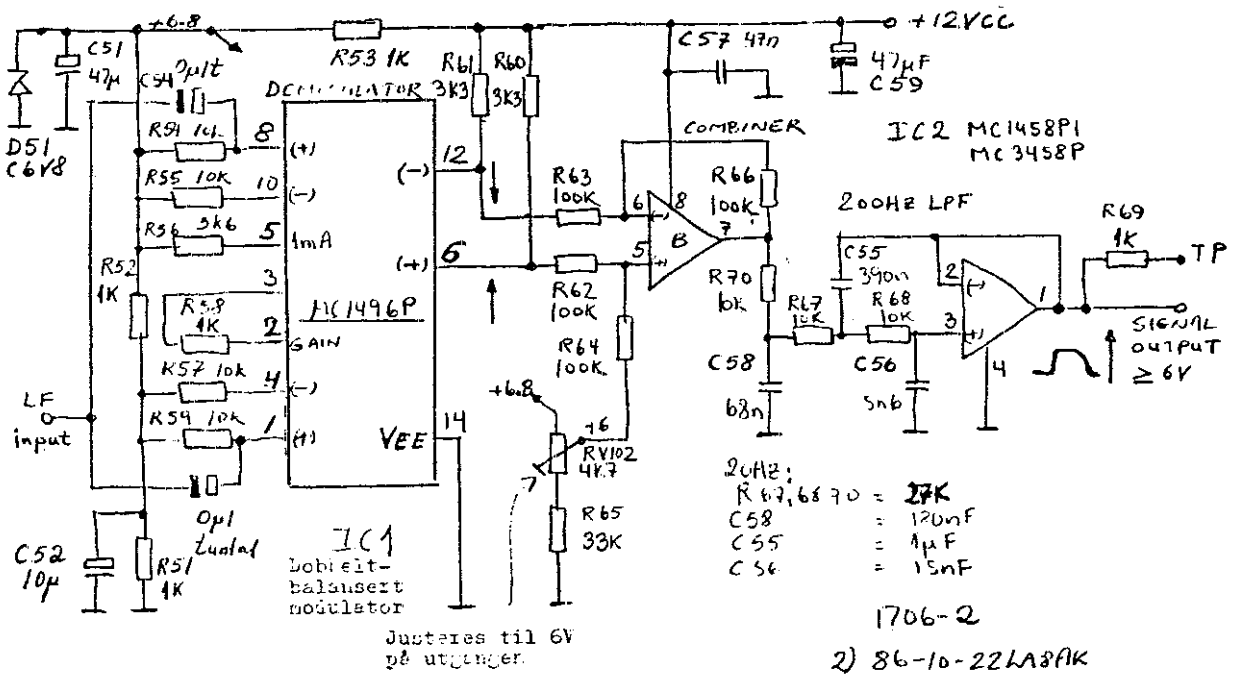 +6.8
+12VCC
C51
47µ
C54
R53 1K
R61
3K3
R60
3K3
C57 47n
47µF
C59
D51
C6V8
R54
8
(+)
R55 10K
10
(-)
R56 3k6
5
1mA
12
(-)
6
(+)
COMBINER
IC2 MC1458P1
MC3458P
R63
100K
R66
100K
6
(-)
8
B
7
5
(+)
200HZ LPF
R69
1K
TP
R52
1K
3
R58
1K
2
GAIN
MC1496P
R62
100K
R64
100K
R70
10K
R67
10K
C55
390n
R68
10K
2
(-)
3
(+)
1
4
SIGNAL
OUTPUT
≥ 6V
R57 10k
4
(-)
LF
input
R59 10k
1
(+)
VEE
14
C58
68n
C56
5n6
+6.8
+6
RV102
4K7
R65
33K
0µ1
tantal
C52
10µ
R51
1K
IC1
Dobbelt-
balansert
modulator
Justeres til 6V
på utgangen
20HZ:
R67,68 70 = 27K
C58 = 120nF
C55 = 1µF
C56 = 15nF
1706-2
2) 86-10-22 LA8AK